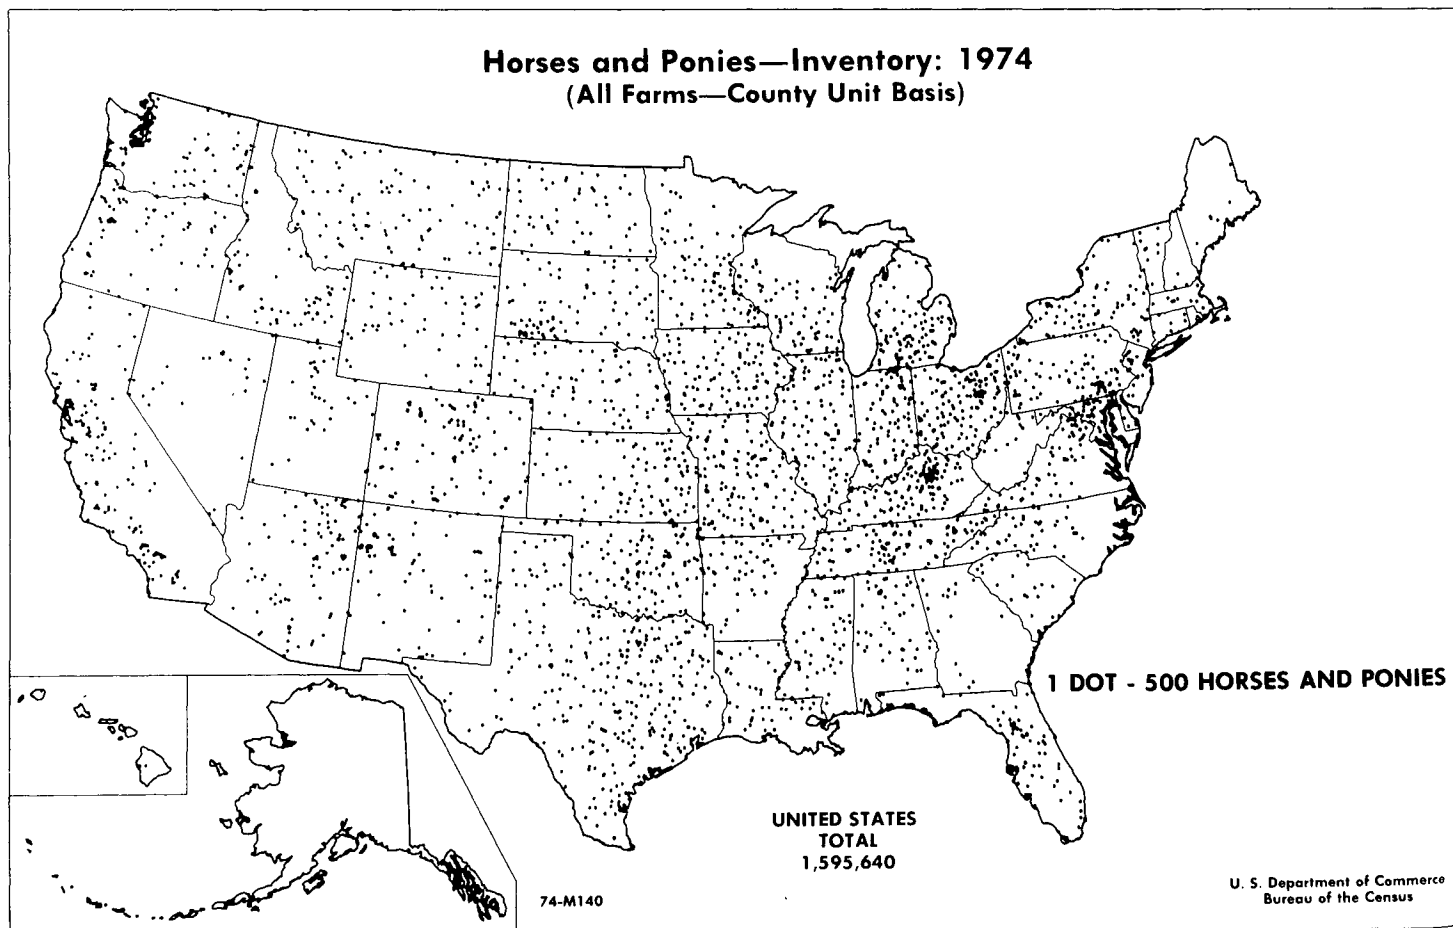 Horses and Ponies—Inventory: 1974
(All Farms—County Unit Basis)
1 DOT - 500 HORSES AND PONIES
UNITED STATES
TOTAL
1,595,640
74-M140
U. S. Department of Commerce
Bureau of the Census